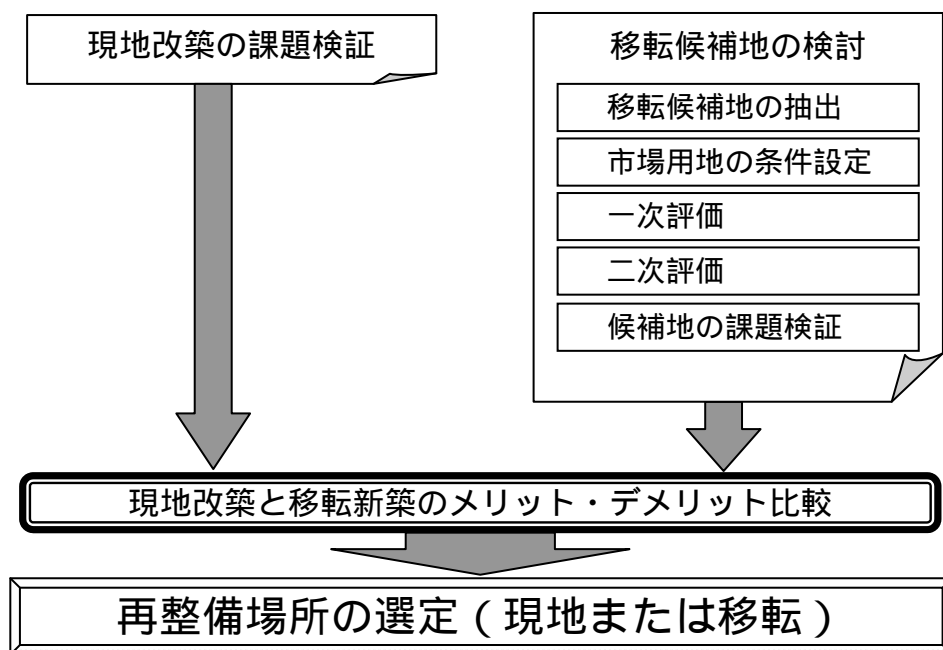 現地改築の課題検証
移転候補地の検討
移転候補地の抽出
市場用地の条件設定
一次評価
二次評価
候補地の課題検証
現地改築と移転新築のメリット・デメリット比較
再整備場所の選定(現地または移転)